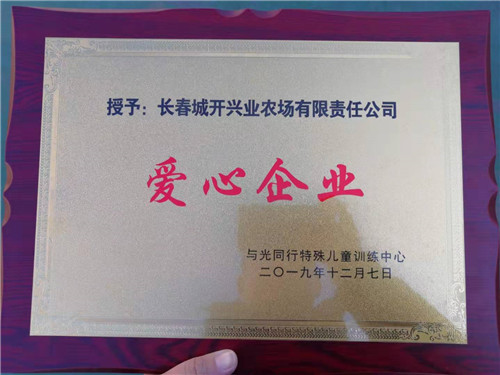 授予：长春城开兴业农场有限责任公司
爱心企业
与光同行特殊儿童训练中心
二〇一九年十二月七日